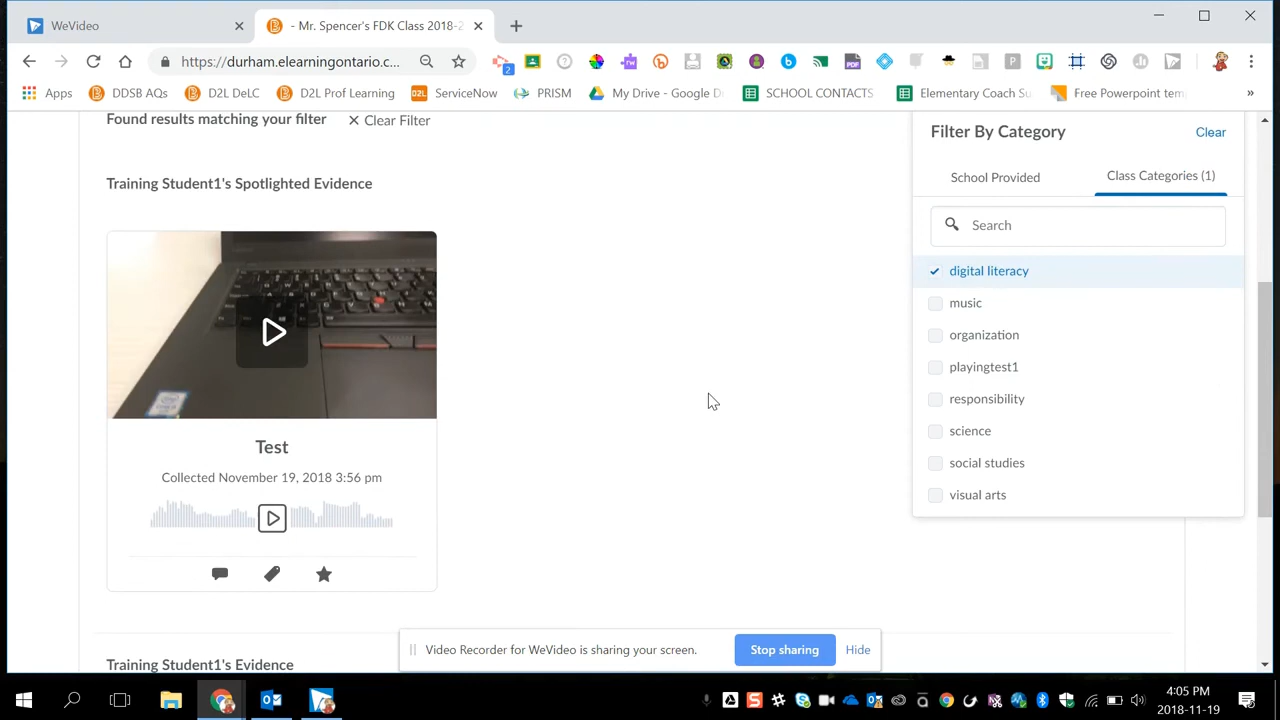 WeVideo
- Mr. Spencer's FDK Class 2018-2
https://durham.elearningontario.c...
2
Apps
DDSB AQs
D2L DeLC
D2L Prof Learning
ServiceNow
PRISM
My Drive - Google D
SCHOOL CONTACTS
Elementary Coach Su
Free Powerpoint temp
»
Found results matching your filter
Clear Filter
Training Student1's Spotlighted Evidence
Test
Collected November 19, 2018 3:56 pm
Training Student1's Evidence
Filter By Category
Clear
School Provided
Class Categories (1)
Search
digital literacy
music
organization
playingtest1
responsibility
science
social studies
visual arts
Video Recorder for WeVideo is sharing your screen.
Stop sharing
Hide
4:05 PM
2018-11-19